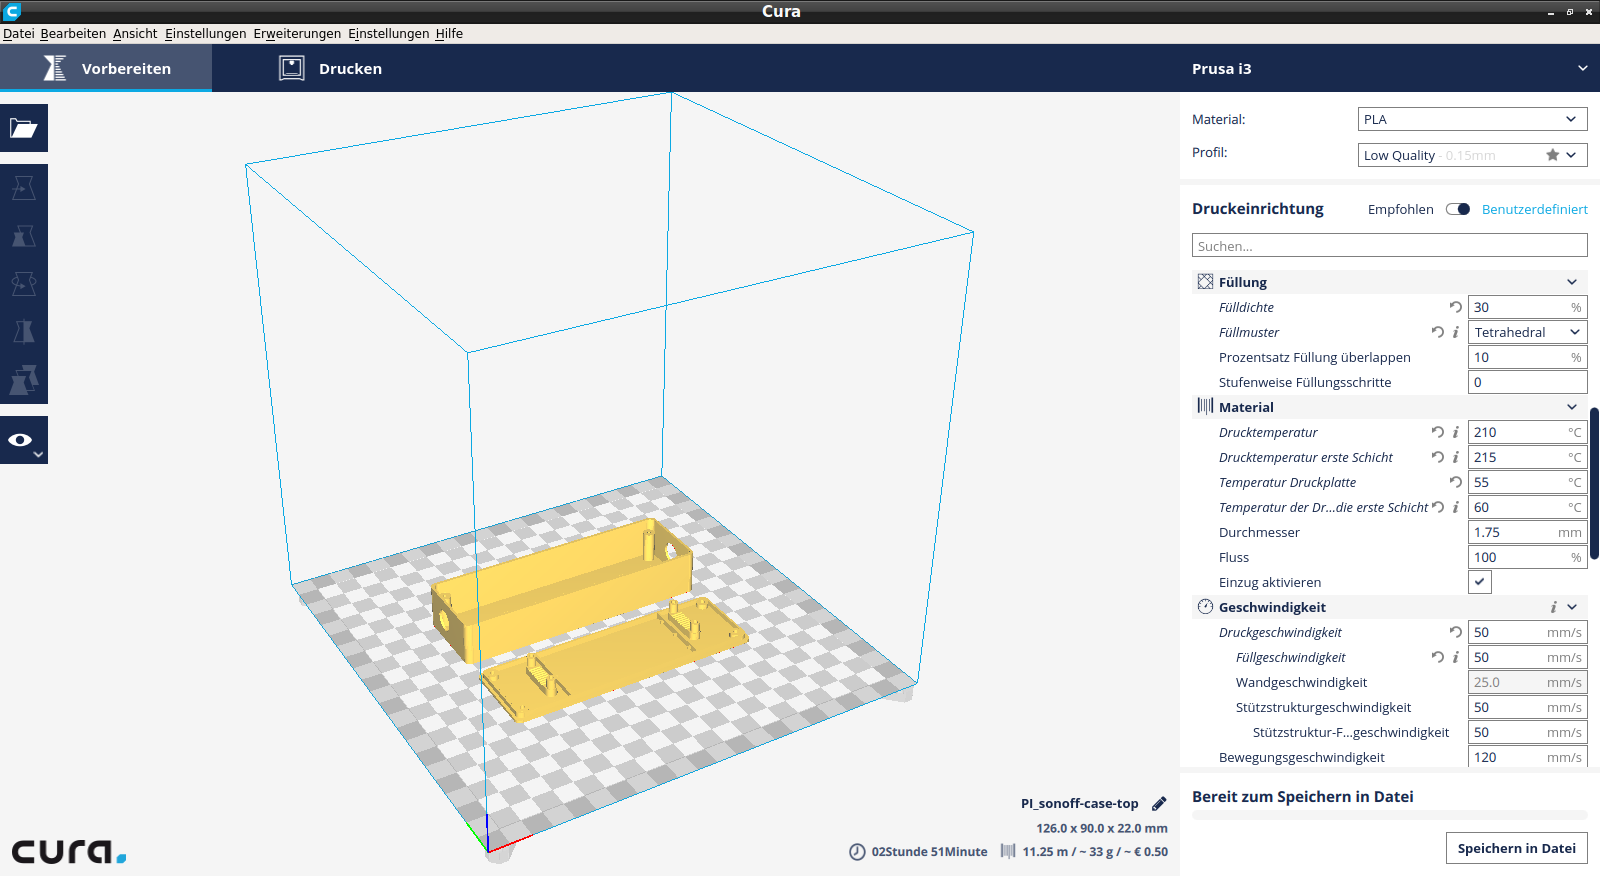 Cura
Datei Bearbeiten Ansicht Einstellungen Erweiterungen Einstellungen Hilfe
Vorbereiten
Drucken
Prusa i3
Material:
PLA
Profil:
Low Quality - 0.15mm
Druckeinrichtung
Empfohlen
Benutzerdefiniert
Suchen...
Füllung
Fülldichte 30 %
Füllmuster i Tetrahedral
Prozentsatz Füllung überlappen 10 %
Stufenweise Füllungsschritte 0
Material
Drucktemperatur i 210 °C
Drucktemperatur erste Schicht i 215 °C
Temperatur Druckplatte 55 °C
Temperatur der Dr...die erste Schicht i 60 °C
Durchmesser 1.75 mm
Fluss 100 %
Einzug aktivieren
Geschwindigkeit i
Druckgeschwindigkeit 50 mm/s
Füllgeschwindigkeit i 50 mm/s
Wandgeschwindigkeit 25.0 mm/s
Stützstrukturgeschwindigkeit 50 mm/s
Stützstruktur-F...geschwindigkeit 50 mm/s
Bewegungsgeschwindigkeit 120 mm/s
PI_sonoff-case-top
126.0 x 90.0 x 22.0 mm
02Stunde 51Minute 11.25 m / ~ 33 g / ~ € 0.50
Bereit zum Speichern in Datei
Speichern in Datei
cura.